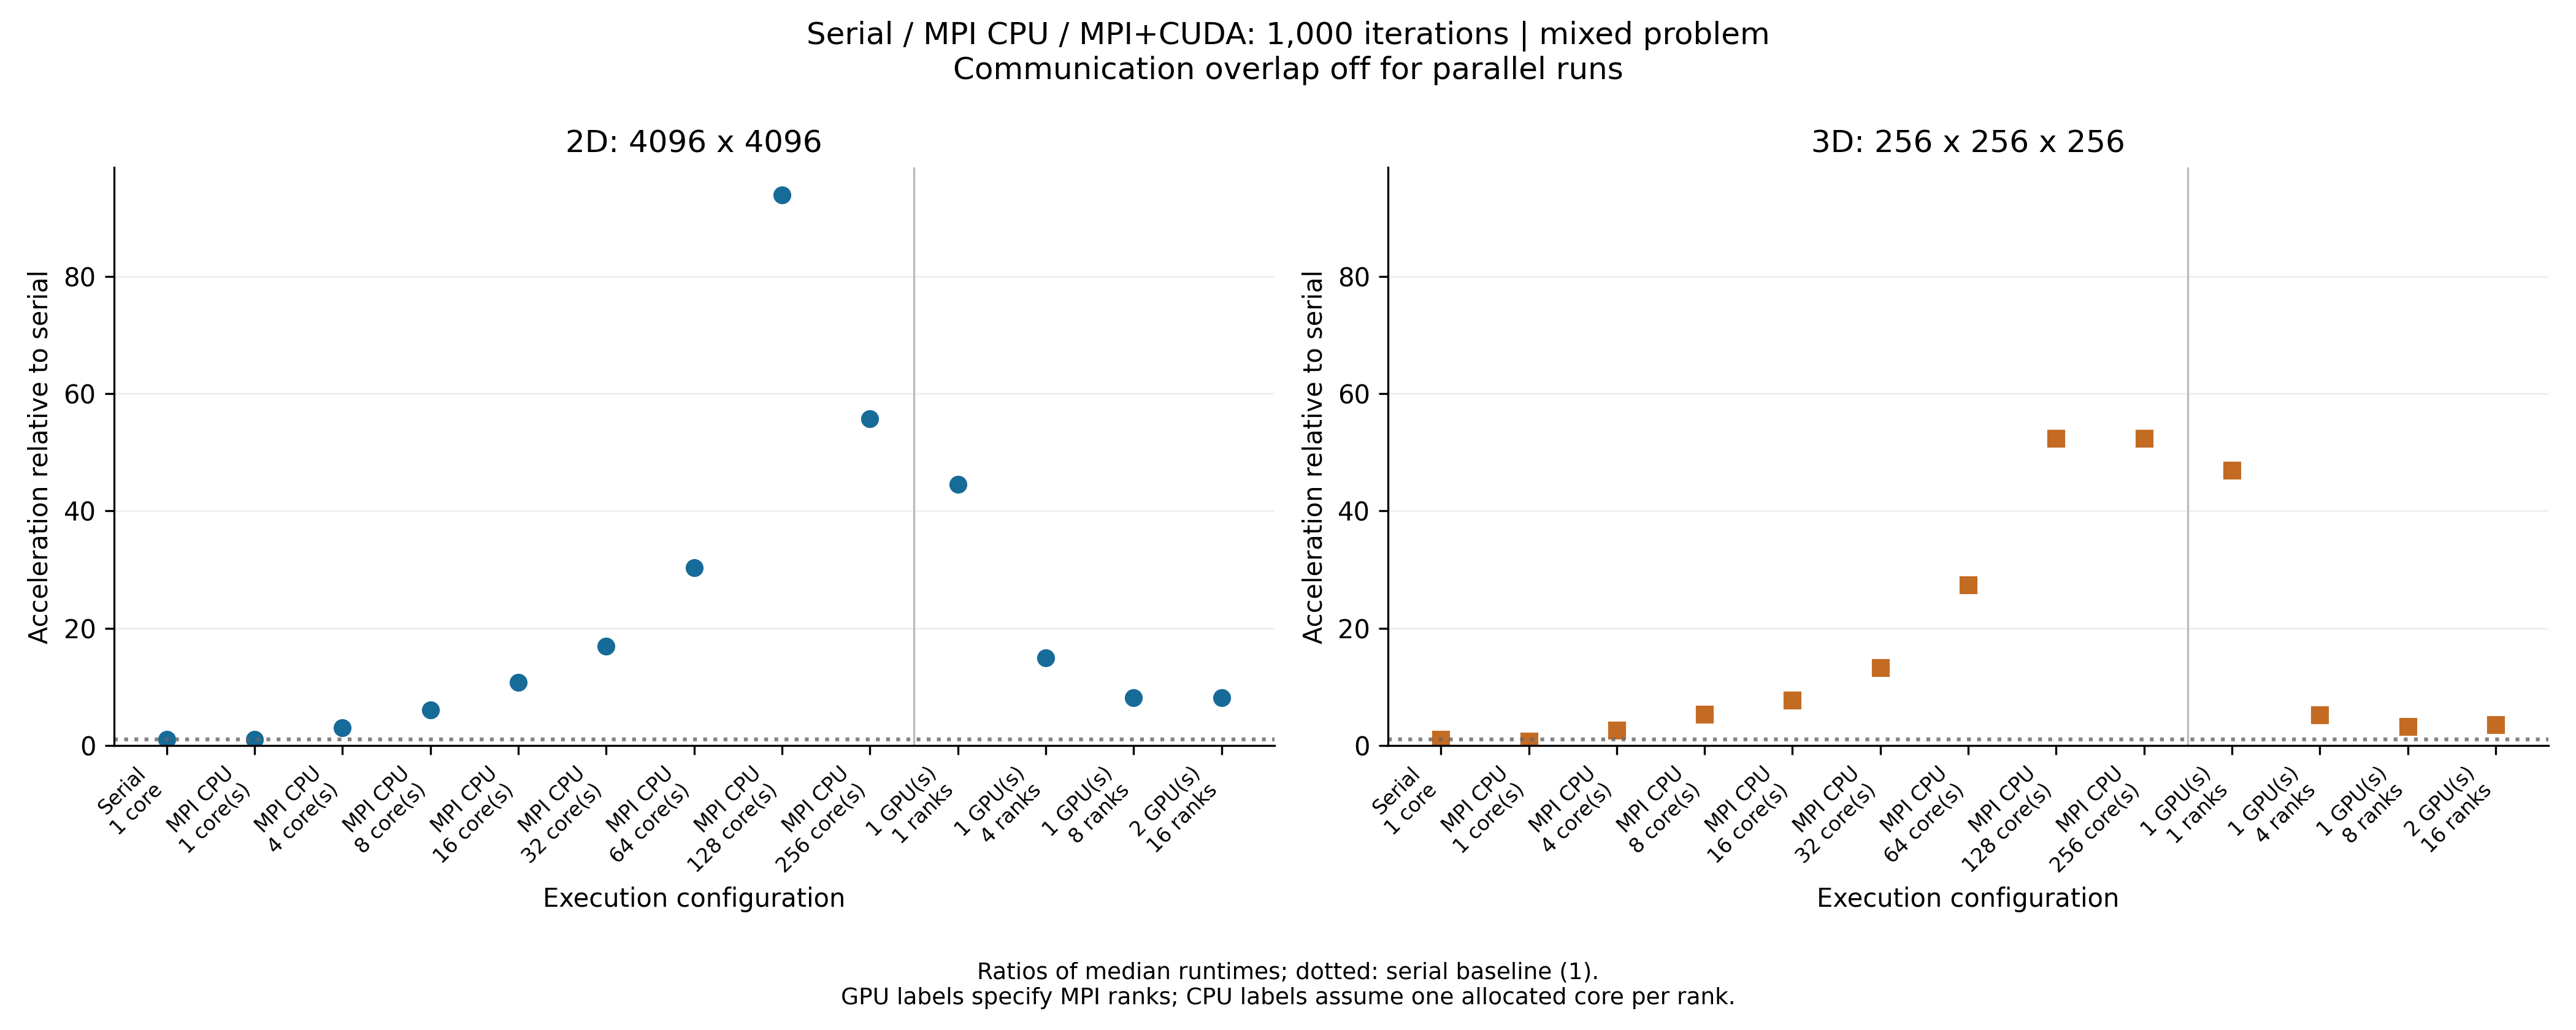 Serial / MPI CPU / MPI+CUDA: 1,000 iterations | mixed problem
Communication overlap off for parallel runs
2D: 4096 x 4096
Acceleration relative to serial
80
60
40
20
0
Serial
1 core
MPI CPU
1 core(s)
MPI CPU
4 core(s)
MPI CPU
8 core(s)
MPI CPU
16 core(s)
MPI CPU
32 core(s)
MPI CPU
64 core(s)
MPI CPU
128 core(s)
MPI CPU
256 core(s)
1 GPU(s)
1 ranks
1 GPU(s)
4 ranks
1 GPU(s)
8 ranks
2 GPU(s)
16 ranks
Execution configuration
3D: 256 x 256 x 256
Acceleration relative to serial
80
60
40
20
0
Serial
1 core
MPI CPU
1 core(s)
MPI CPU
4 core(s)
MPI CPU
8 core(s)
MPI CPU
16 core(s)
MPI CPU
32 core(s)
MPI CPU
64 core(s)
MPI CPU
128 core(s)
MPI CPU
256 core(s)
1 GPU(s)
1 ranks
1 GPU(s)
4 ranks
1 GPU(s)
8 ranks
2 GPU(s)
16 ranks
Execution configuration
Ratios of median runtimes; dotted: serial baseline (1).
GPU labels specify MPI ranks; CPU labels assume one allocated core per rank.